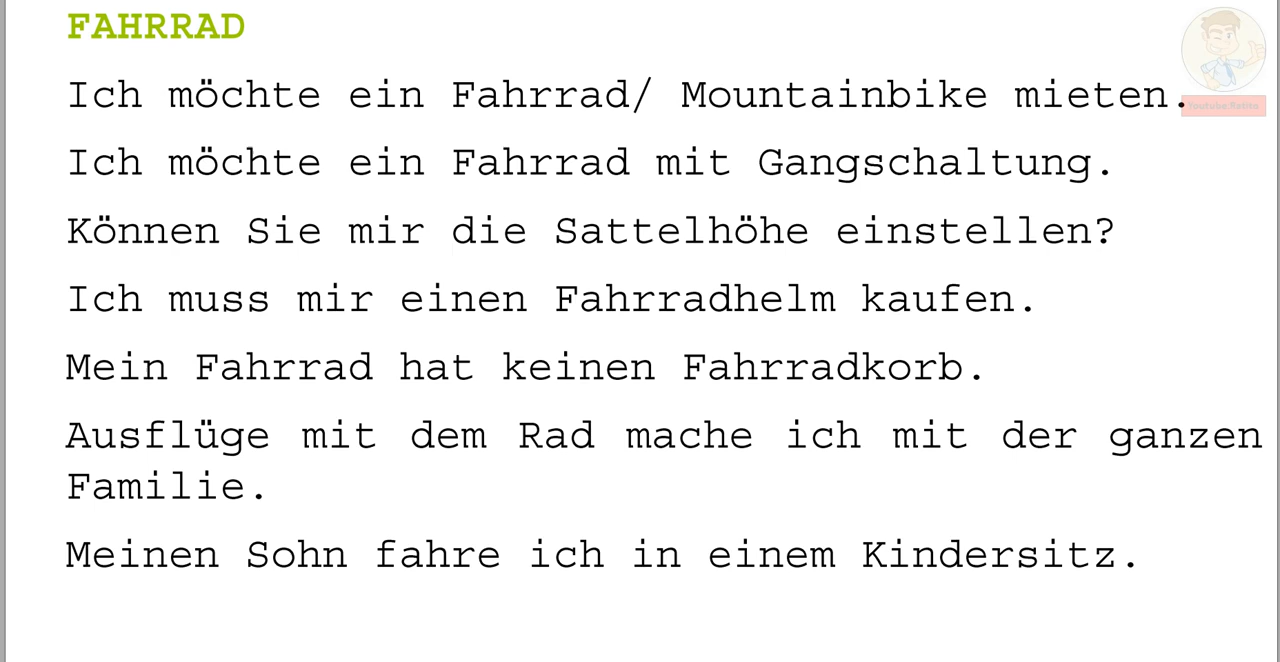 FAHRRAD
Ich möchte ein Fahrrad/ Mountainbike mieten.
Ich möchte ein Fahrrad mit Gangschaltung.
Können Sie mir die Sattelhöhe einstellen?
Ich muss mir einen Fahrradhelm kaufen.
Mein Fahrrad hat keinen Fahrradkorb.
Ausflüge mit dem Rad mache ich mit der ganzen
Familie.
Meinen Sohn fahre ich in einem Kindersitz.